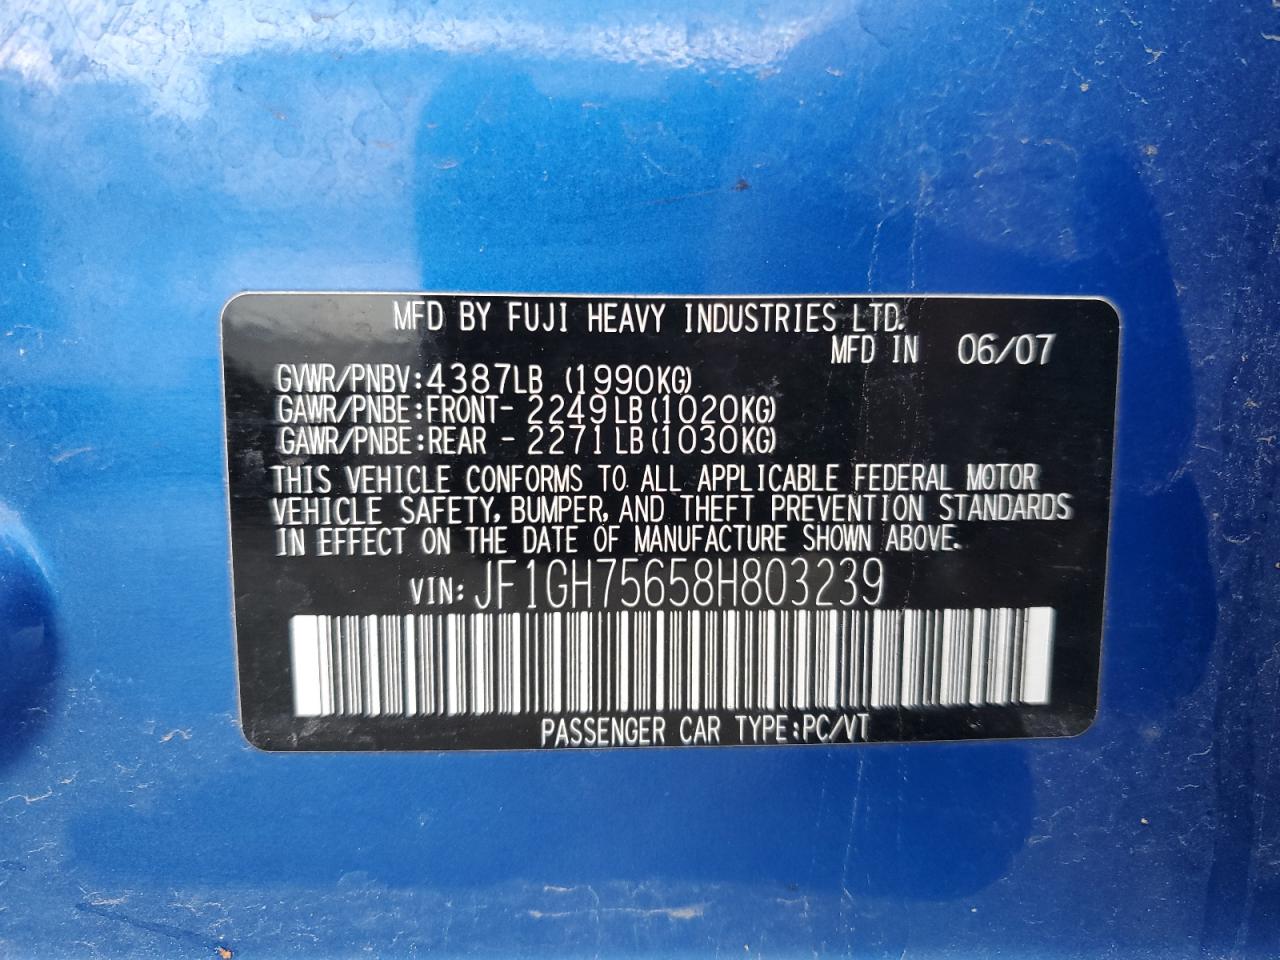 MFD BY FUJI HEAVY INDUSTRIES LTD.
MFD IN 06/07
GVWR/PNBV:4387LB (1990KG)
GAWR/PNBE:FRONT- 2249LB(1020KG)
GAWR/PNBE:REAR - 2271LB(1030KG)
THIS VEHICLE CONFORMS TO ALL APPLICABLE FEDERAL MOTOR
VEHICLE SAFETY, BUMPER, AND THEFT PREVENTION STANDARDS
IN EFFECT ON THE DATE OF MANUFACTURE SHOWN ABOVE.
VIN: JF1GH75658H803239
PASSENGER CAR TYPE:PC/VT